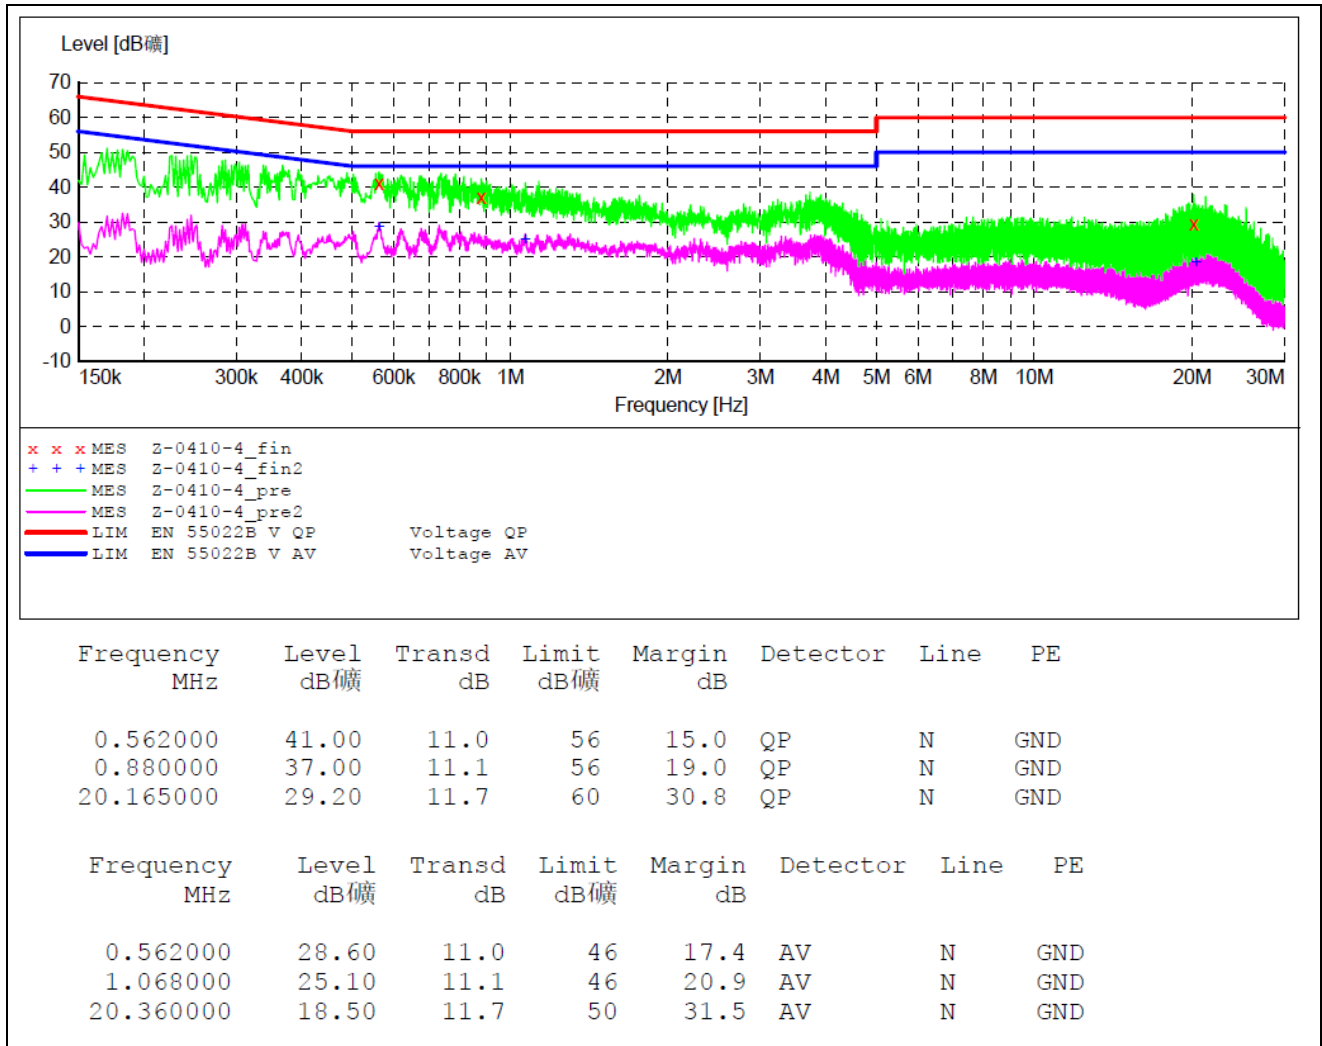 Level [dB礦]
70
60
50
40
30
20
10
0
-10
150k 300k 400k 600k 800k 1M 2M 3M 4M 5M 6M 8M 10M 20M 30M
Frequency [Hz]
x x x MES Z-0410-4_fin
+ + + MES Z-0410-4_fin2
MES Z-0410-4_pre
MES Z-0410-4_pre2
LIM EN 55022B V QP Voltage QP
LIM EN 55022B V AV Voltage AV
Frequency Level Transd Limit Margin Detector Line PE
MHz dB礦 dB dB礦 dB
0.562000 41.00 11.0 56 15.0 QP N GND
0.880000 37.00 11.1 56 19.0 QP N GND
20.165000 29.20 11.7 60 30.8 QP N GND
Frequency Level Transd Limit Margin Detector Line PE
MHz dB礦 dB dB礦 dB
0.562000 28.60 11.0 46 17.4 AV N GND
1.068000 25.10 11.1 46 20.9 AV N GND
20.360000 18.50 11.7 50 31.5 AV N GND